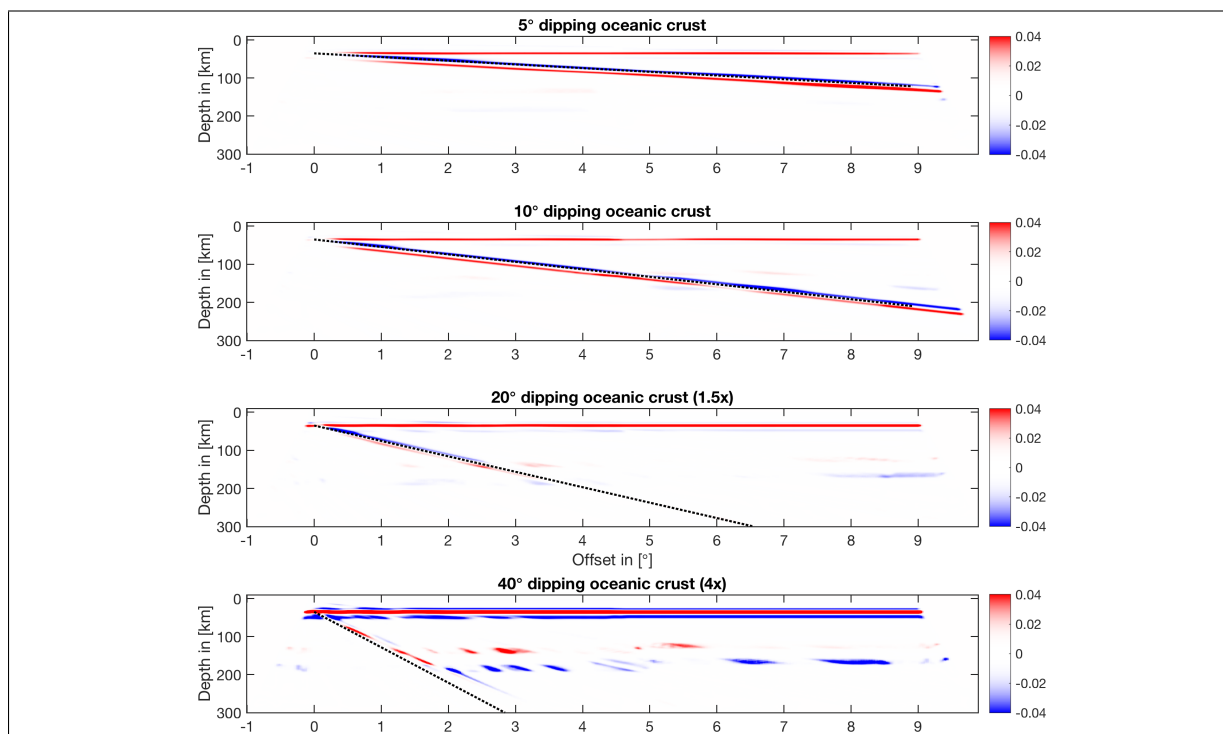 5° dipping oceanic crust
0
100
200
300
Depth in [km]
-1 0 1 2 3 4 5 6 7 8 9
0.04
0.02
0
-0.02
-0.04
10° dipping oceanic crust
0
100
200
300
Depth in [km]
-1 0 1 2 3 4 5 6 7 8 9
0.04
0.02
0
-0.02
-0.04
20° dipping oceanic crust (1.5x)
0
100
200
300
Depth in [km]
-1 0 1 2 3 4 5 6 7 8 9
Offset in [°]
0.04
0.02
0
-0.02
-0.04
40° dipping oceanic crust (4x)
0
100
200
300
Depth in [km]
-1 0 1 2 3 4 5 6 7 8 9
0.04
0.02
0
-0.02
-0.04